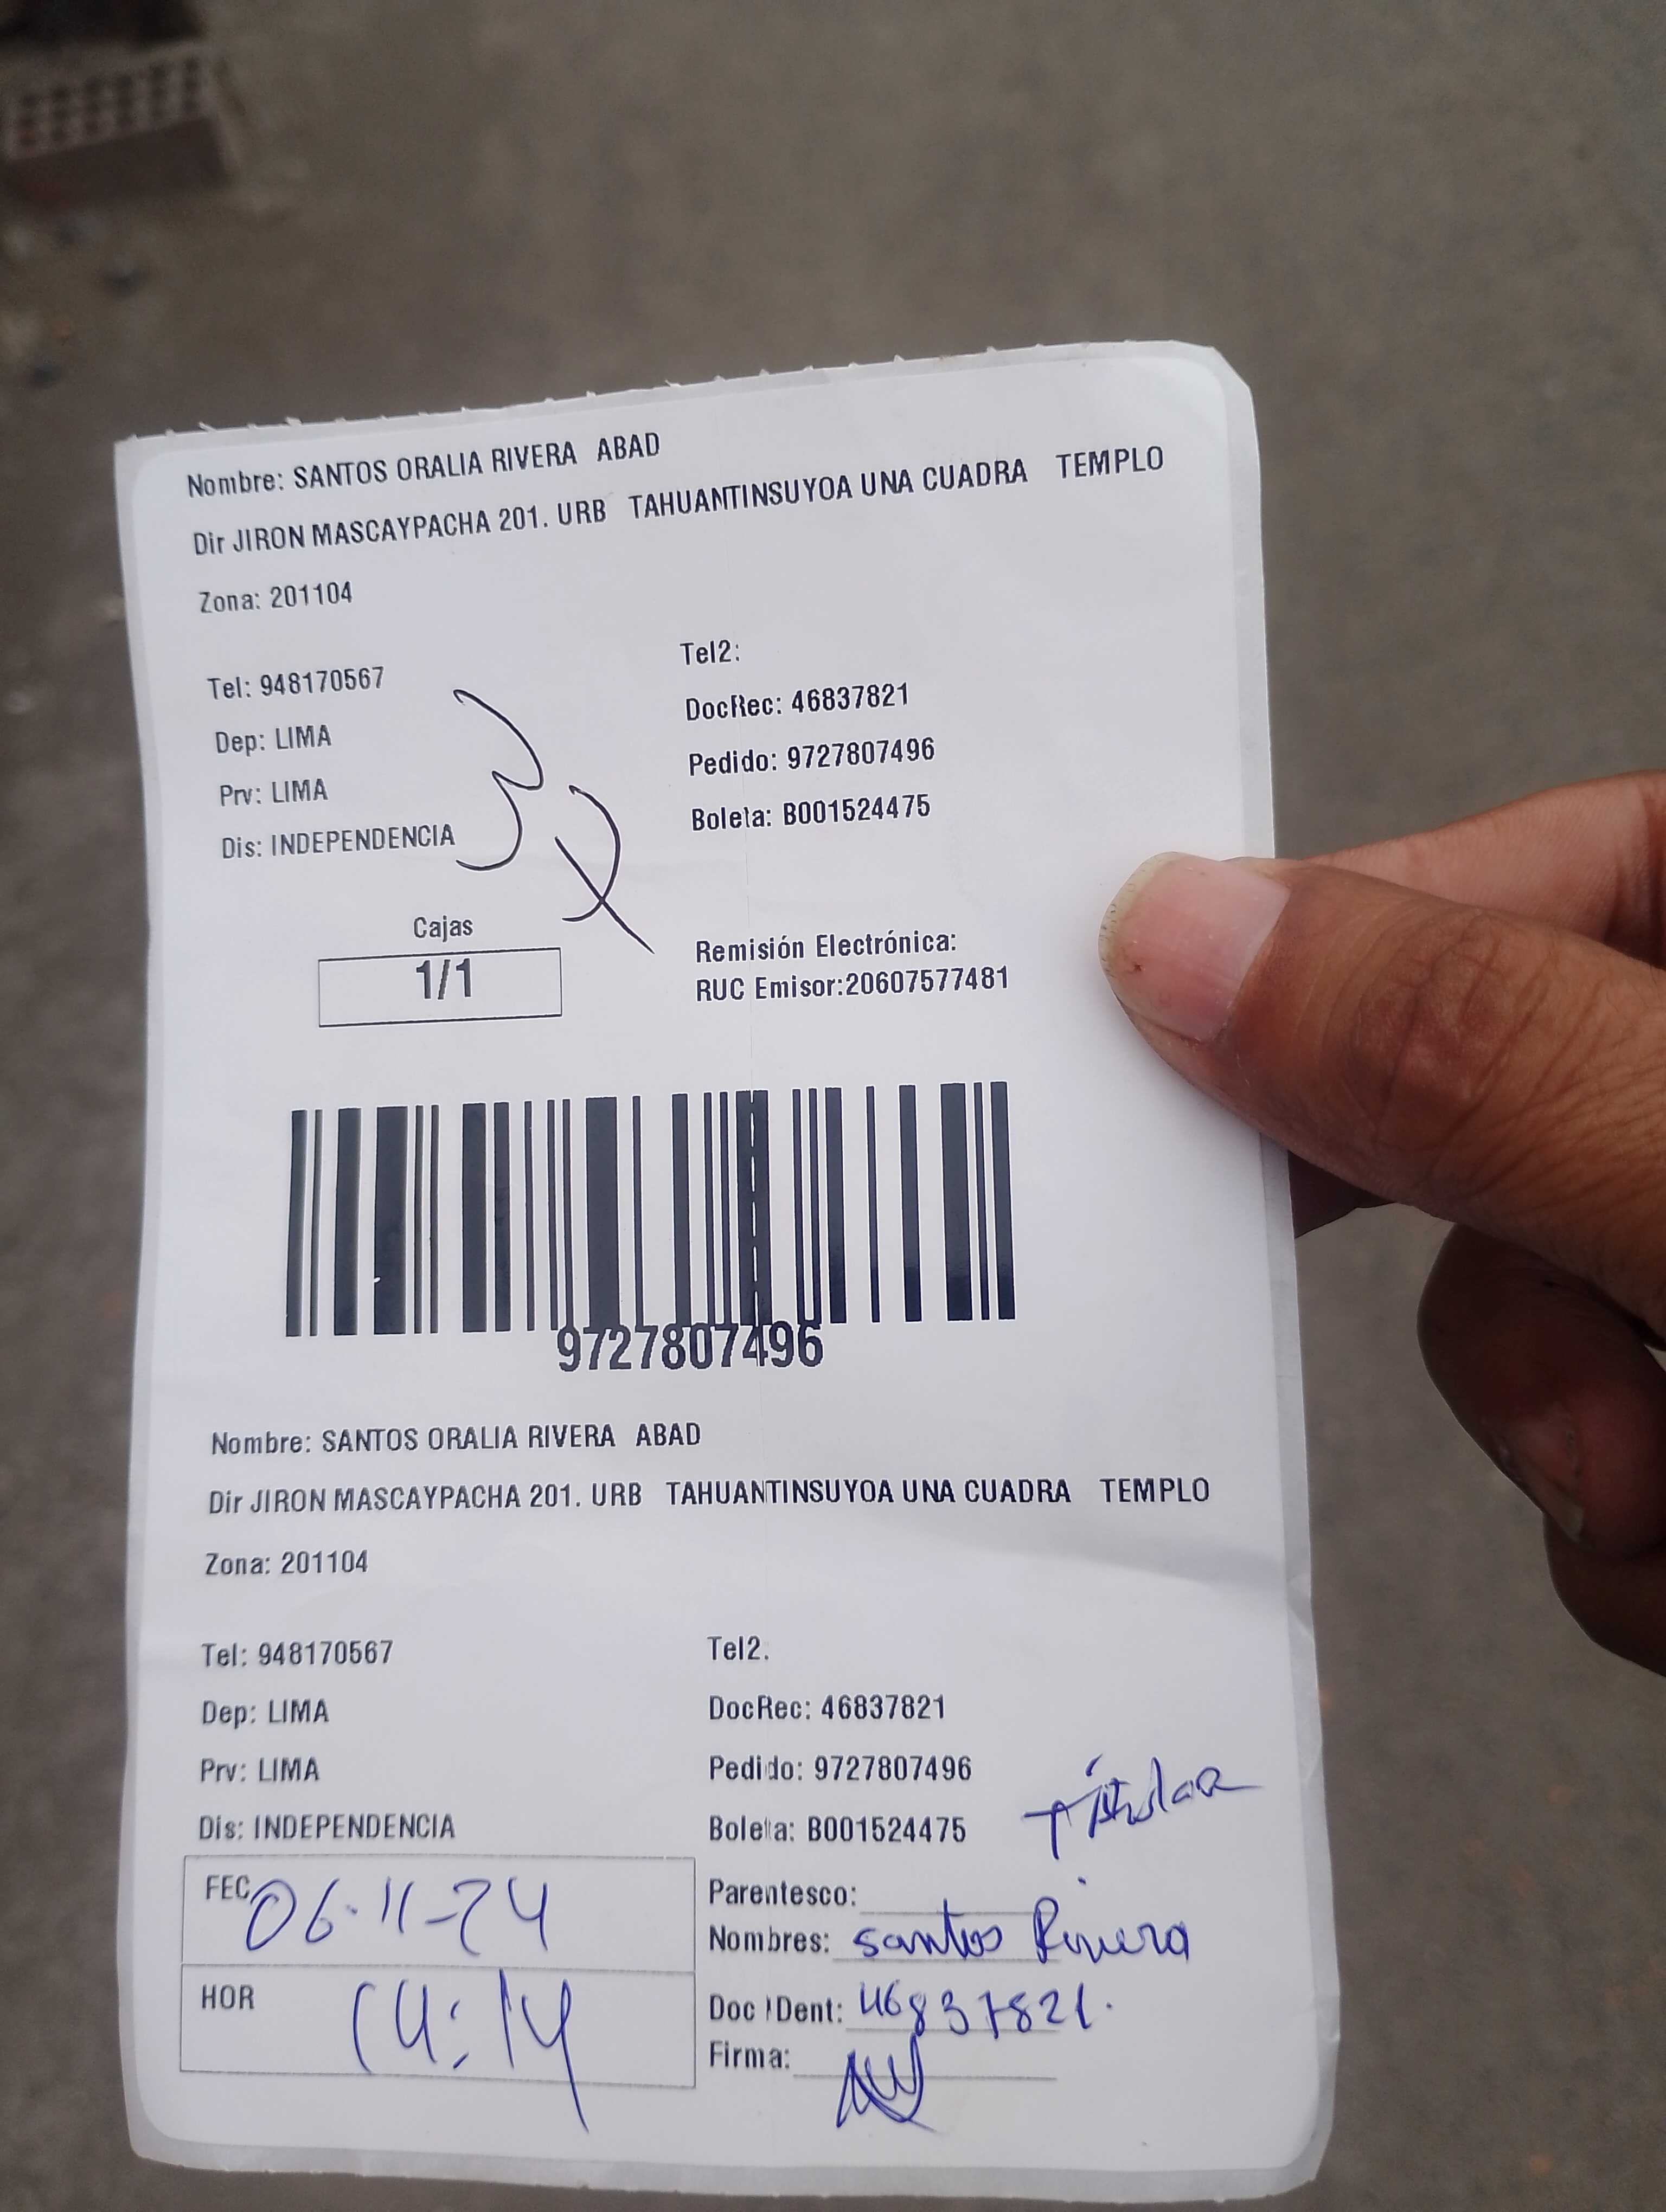 Nombre: SANTOS ORALIA RIVERA ABAD
Dir JIRON MASCAYPACHA 201. URB TAHUANTINSUYOA UNA CUADRA TEMPLO
Zona: 201104
Tel: 948170567
Tel2:
Dep: LIMA
DocRec: 46837821
Prv: LIMA
Pedido: 9727807496
Dis: INDEPENDENCIA
Boleta: B001524475
Cajas
1/1
Remisión Electrónica:
RUC Emisor:20607577481
9727807496
Nombre: SANTOS ORALIA RIVERA ABAD
Dir JIRON MASCAYPACHA 201. URB TAHUANTINSUYOA UNA CUADRA TEMPLO
Zona: 201104
Tel: 948170567
Tel2.
Dep: LIMA
DocRec: 46837821
Prv: LIMA
Pedido: 9727807496
Dis: INDEPENDENCIA
Boleta: B001524475
Titular
FEC 06-11-24
Parentesco:
Nombres: santos Rivera
HOR 14:14
Doc IDent: 46837821.
Firma: